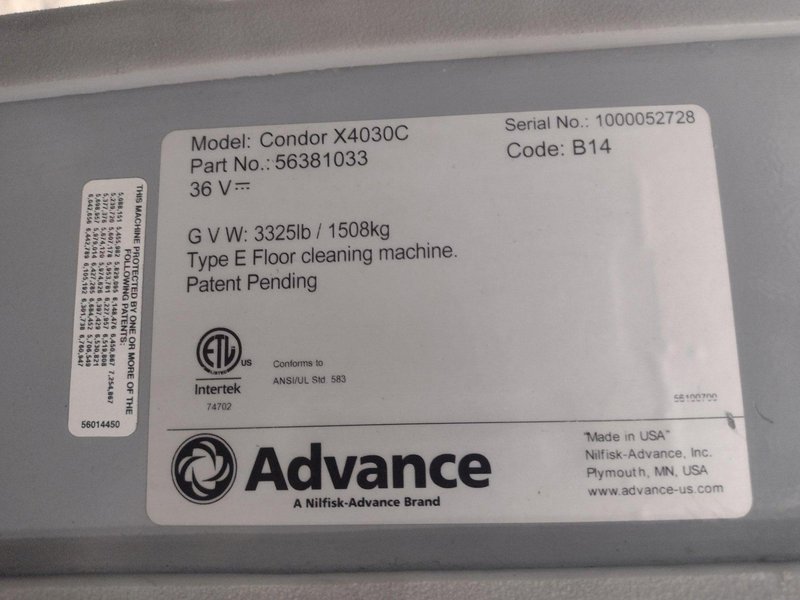 Model: Condor X4030C
Part No.: 56381033
36 V
Serial No.: 1000052728
Code: B14
G V W: 3325lb / 1508kg
Type E Floor cleaning machine.
Patent Pending
ETL
LISTED
US
Intertek
74702
Conforms to
ANSI/UL Std 583
56100700
Advance
A Nilfisk-Advance Brand
"Made in USA"
Nilfisk-Advance, Inc.
Plymouth, MN, USA
www.advance-us.com
THIS MACHINE PROTECTED BY ONE OR MORE OF THE
FOLLOWING PATENTS:
56014450